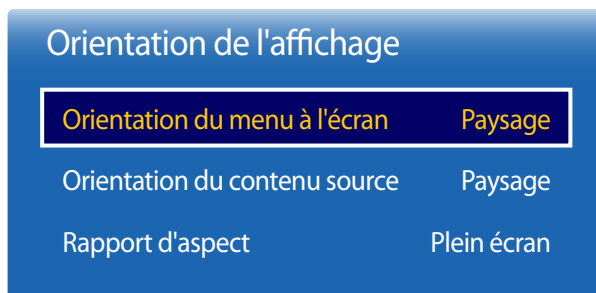 Orientation de l'affichage
Orientation du menu à l'écran Paysage
Orientation du contenu source Paysage
Rapport d'aspect Plein écran